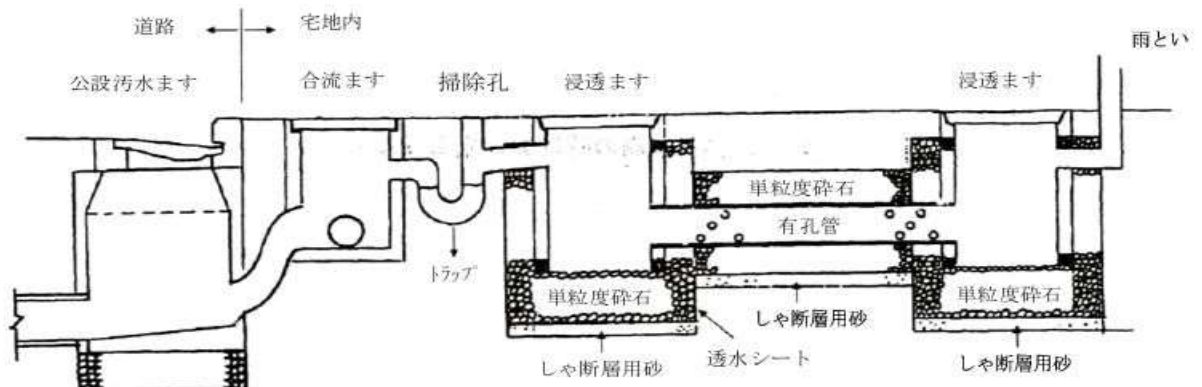 道路
宅地内
雨とい
公設汚水ます
合流ます
掃除孔
浸透ます
浸透ます
単粒度砕石
有孔管
トラップ
単粒度砕石
単粒度砕石
しゃ断層用砂
しゃ断層用砂
透水シート
しゃ断層用砂